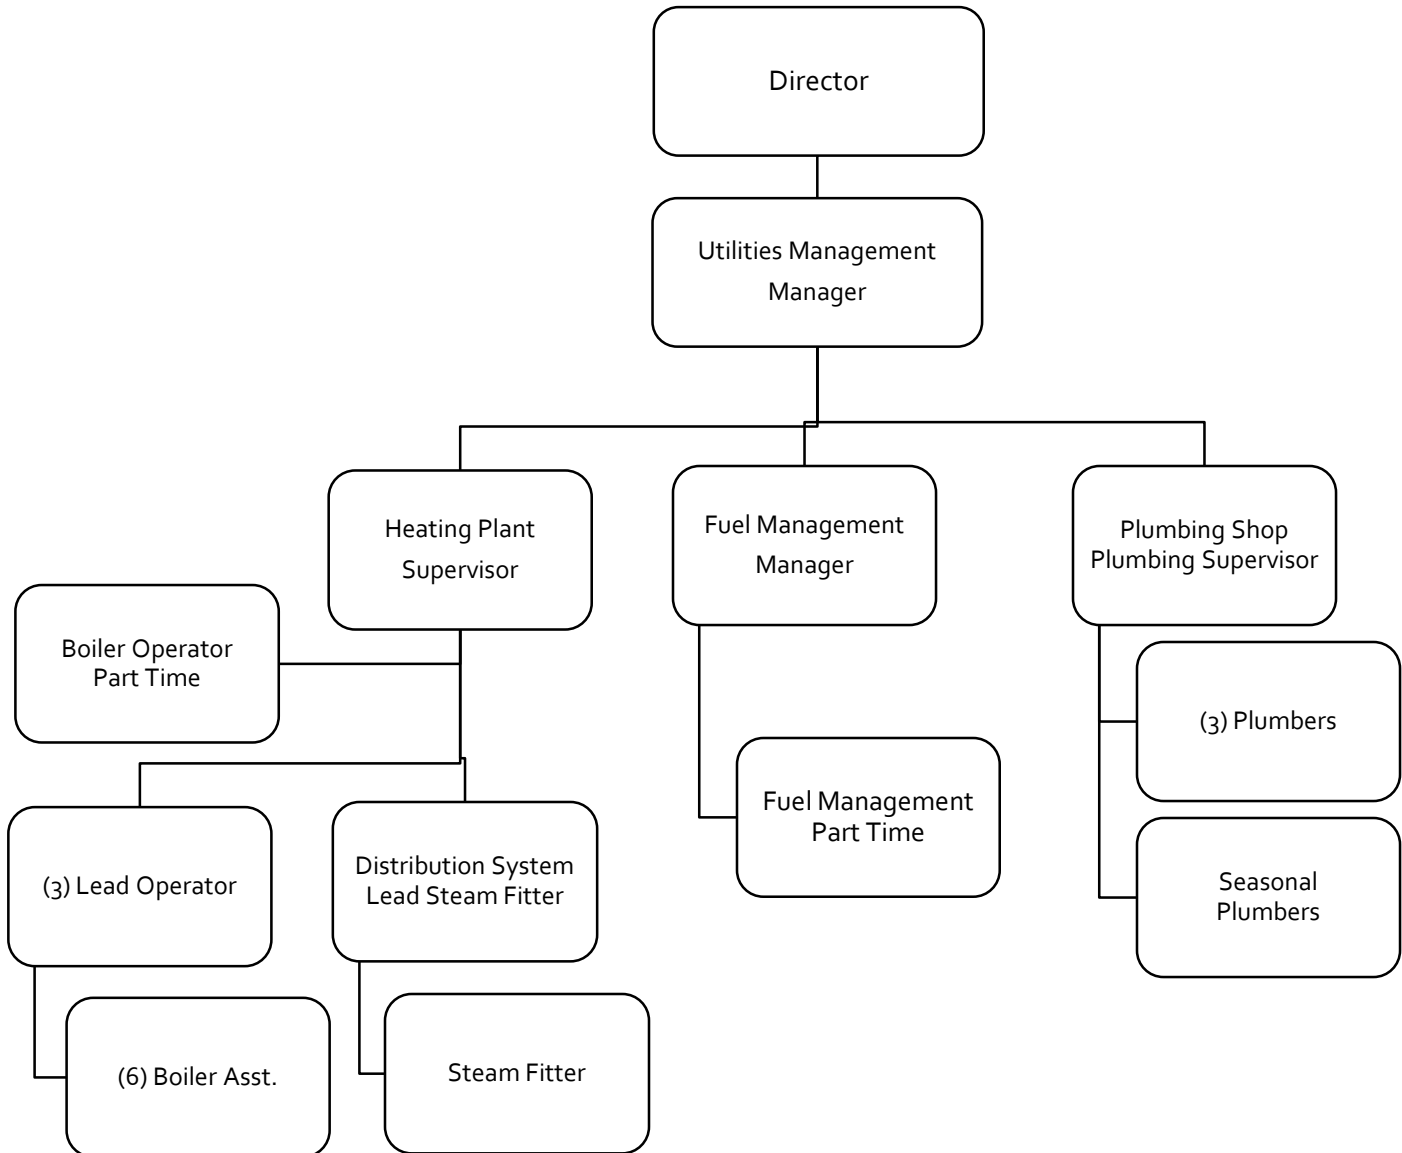 Director
Utilities Management
Manager
Heating Plant
Supervisor
Fuel Management
Manager
Plumbing Shop
Plumbing Supervisor
Boiler Operator
Part Time
(3) Plumbers
Fuel Management
Part Time
(3) Lead Operator
Distribution System
Lead Steam Fitter
Seasonal
Plumbers
(6) Boiler Asst.
Steam Fitter